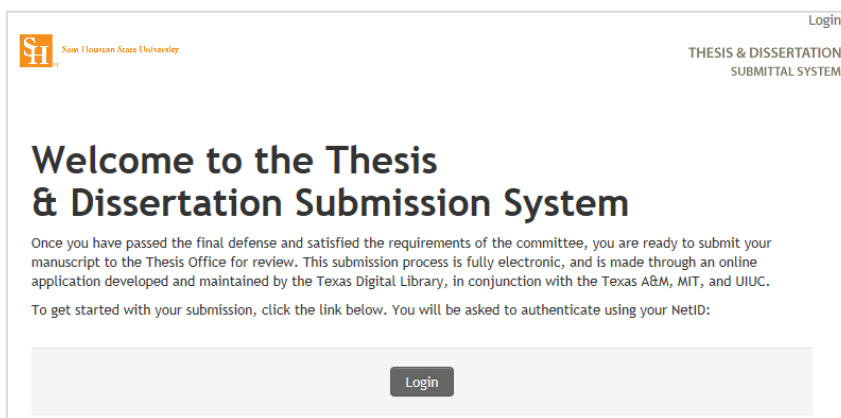 Login
SH
Sam Houston State University
THESIS & DISSERTATION
SUBMITTAL SYSTEM
Welcome to the Thesis
& Dissertation Submission System
Once you have passed the final defense and satisfied the requirements of the committee, you are ready to submit your
manuscript to the Thesis Office for review. This submission process is fully electronic, and is made through an online
application developed and maintained by the Texas Digital Library, in conjunction with the Texas A&M, MIT, and UIUC.
To get started with your submission, click the link below. You will be asked to authenticate using your NetID:
Login